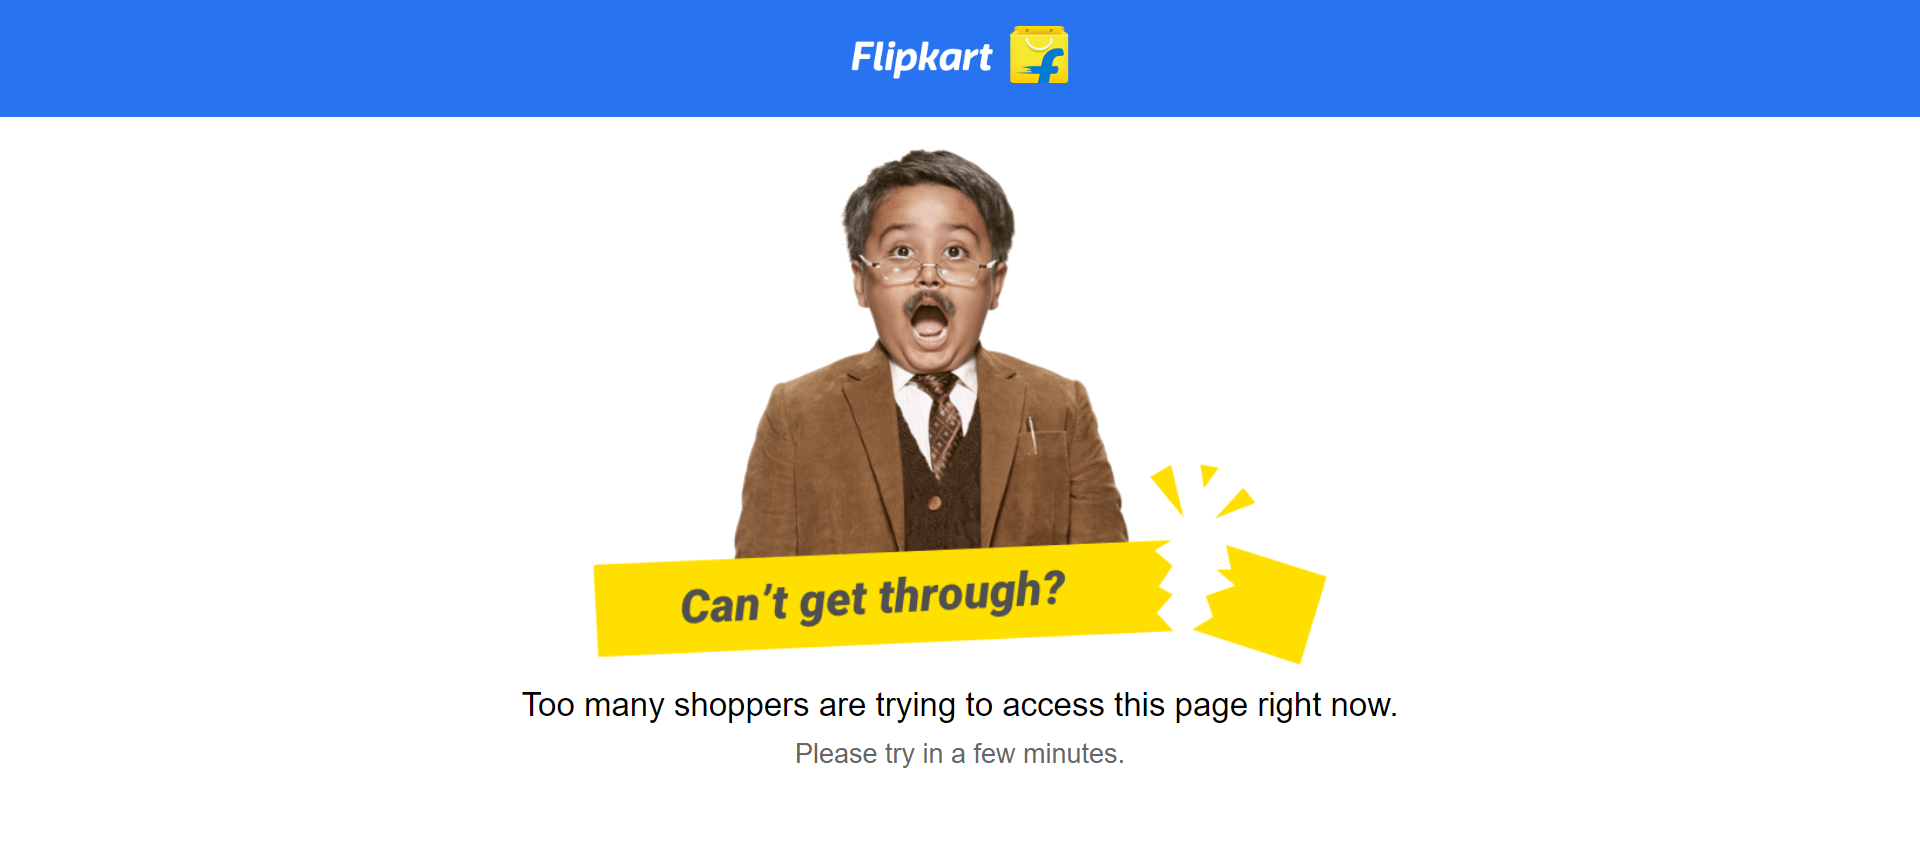 Flipkart
Can’t get through?
Too many shoppers are trying to access this page right now.
Please try in a few minutes.